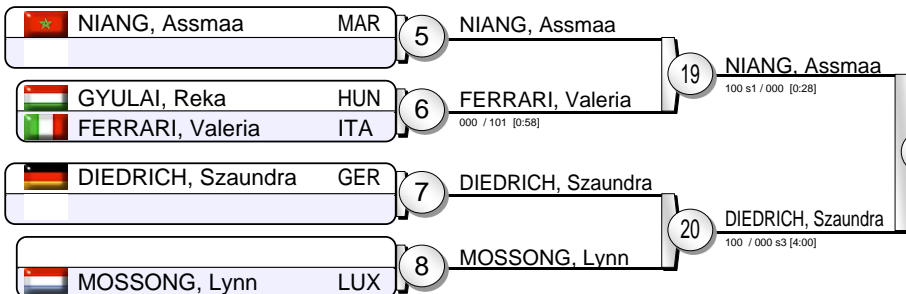 NIANG, Assmaa MAR
5
NIANG, Assmaa
GYULAI, Reka HUN
FERRARI, Valeria ITA
6
FERRARI, Valeria
000 / 101 [0:58]
19
NIANG, Assmaa
100 s1 / 000 [0:28]
DIEDRICH, Szaundra GER
7
DIEDRICH, Szaundra
MOSSONG, Lynn LUX
8
MOSSONG, Lynn
20
DIEDRICH, Szaundra
100 / 000 s3 [4:00]